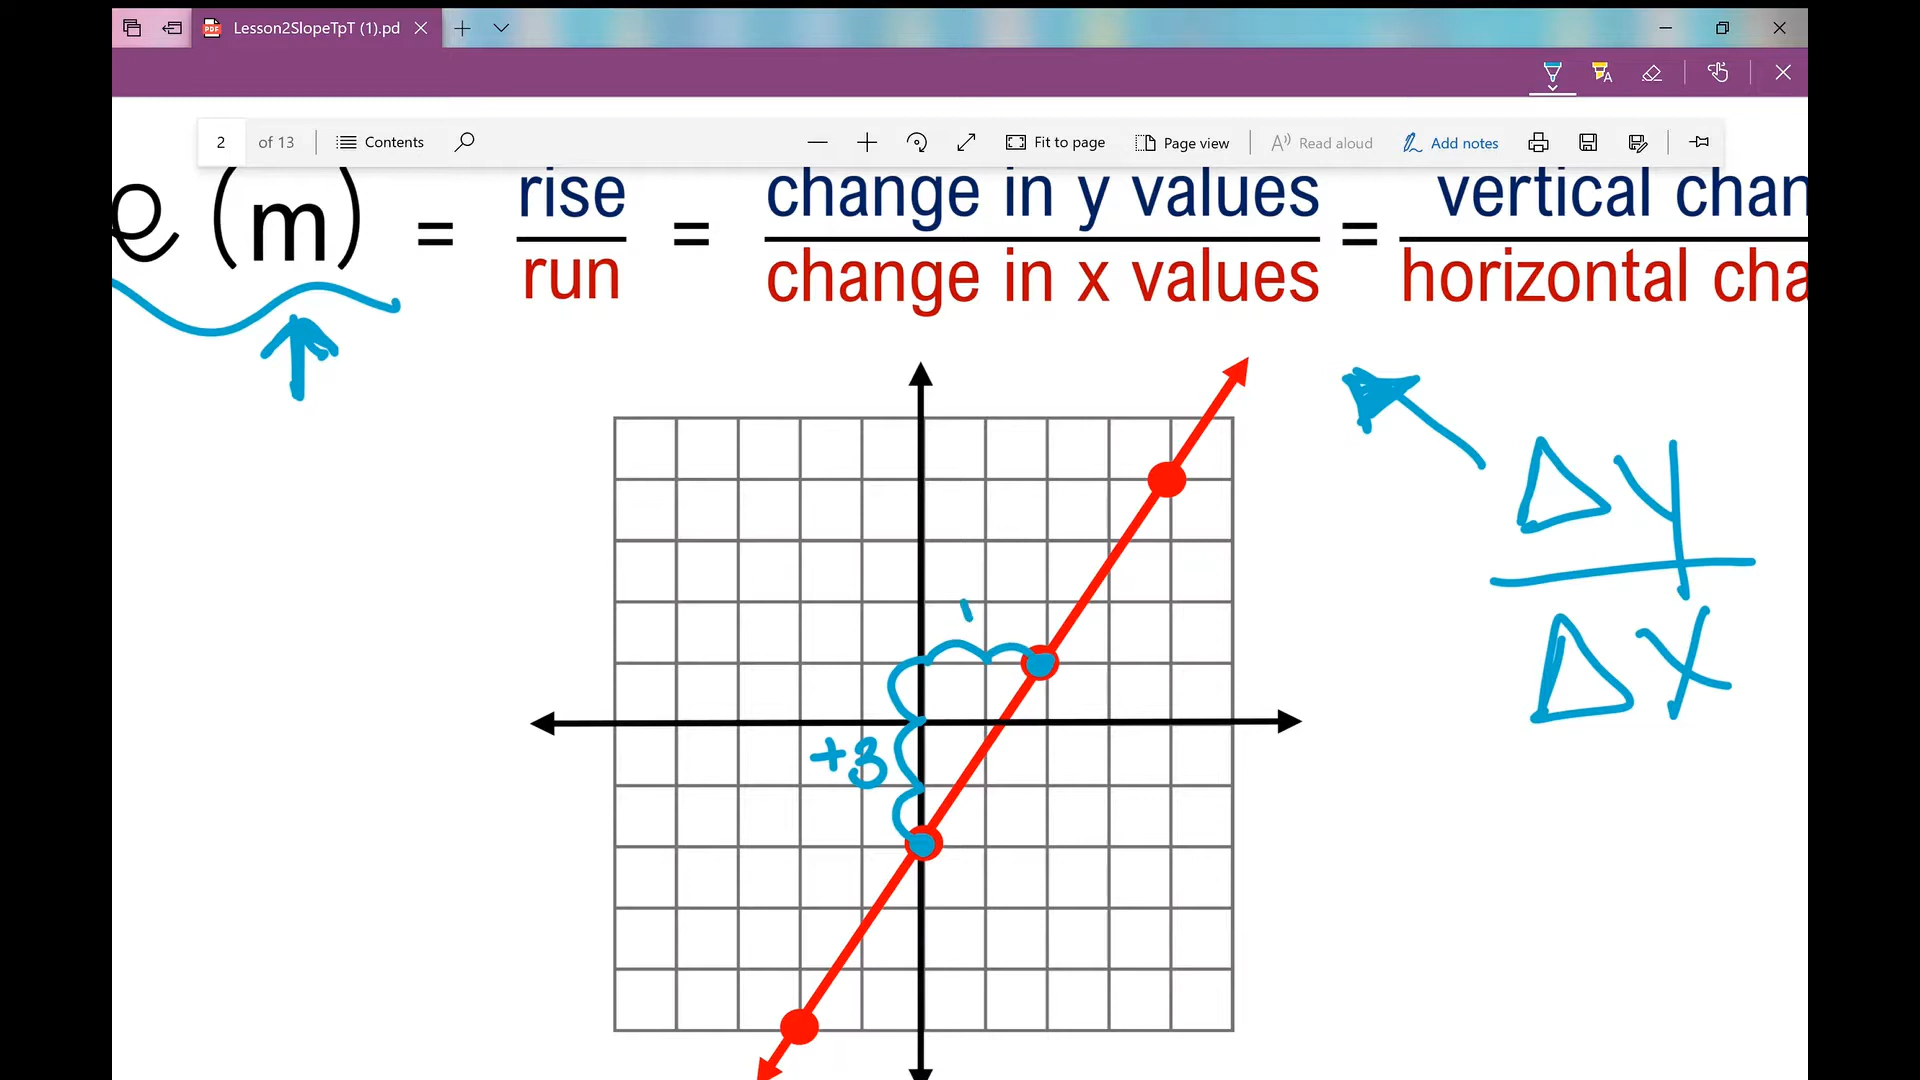 Lesson2SlopeTpT (1).pd
2 of 13 Contents Fit to page Page view Read aloud Add notes
e (m) = rise = change in y values = vertical chan
run change in x values horizontal cha
Δy
Δx
+3